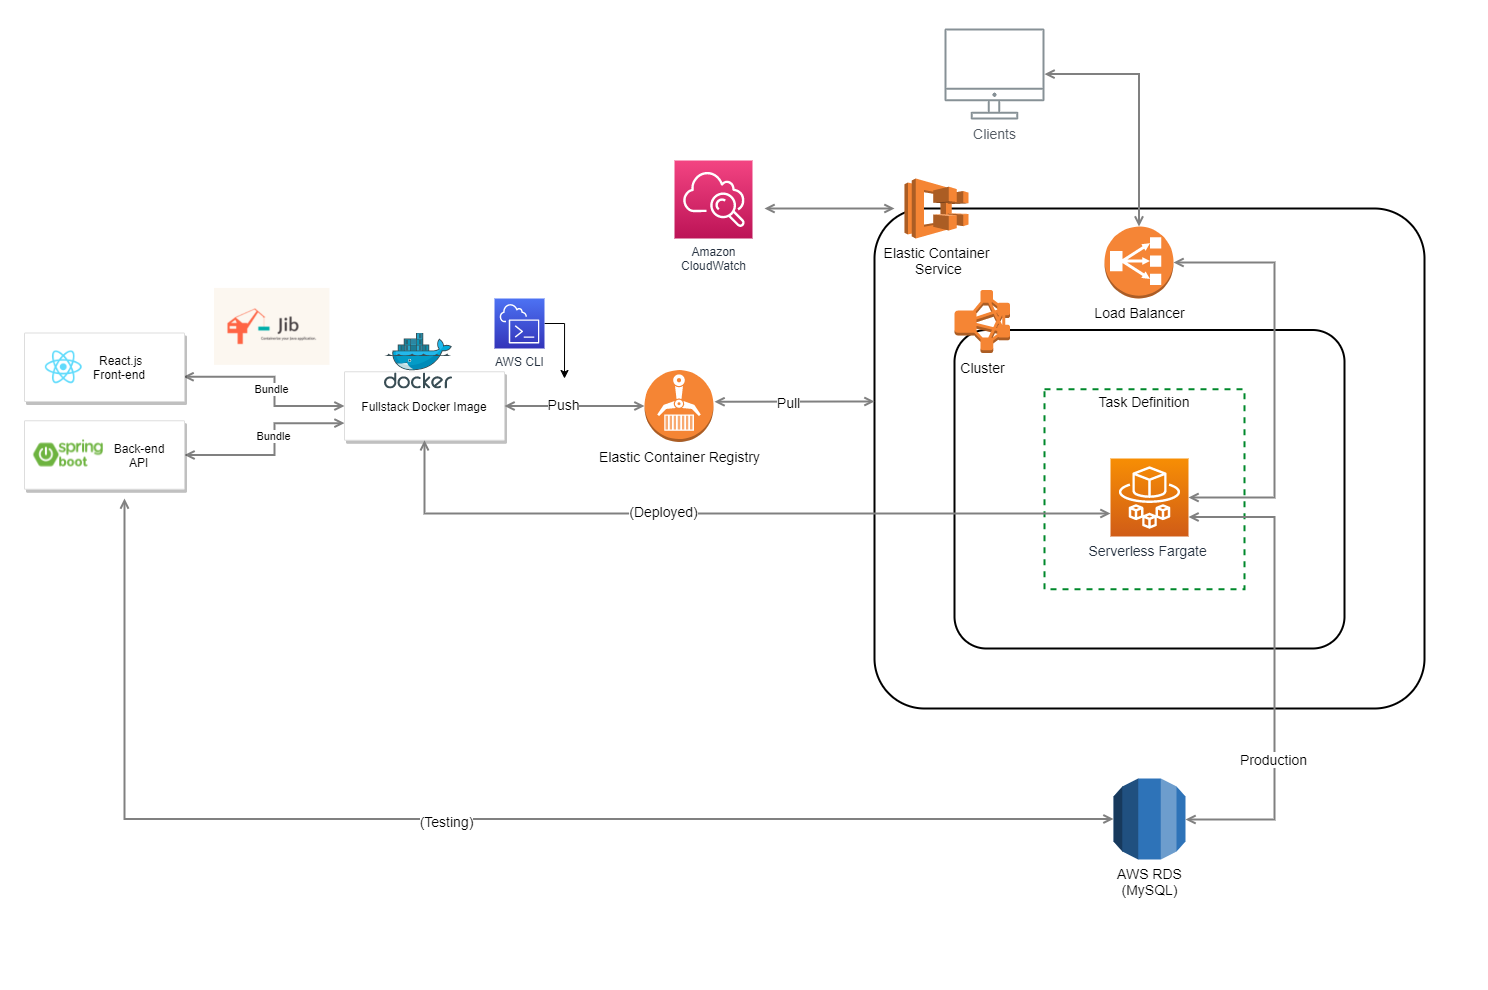 Clients
Amazon
CloudWatch
Elastic Container
Service
Load Balancer
Cluster
Task Definition
Serverless Fargate
Jib
Containerize your Java application.
React.js
Front-end
Bundle
spring
boot
Back-end
API
Bundle
docker
Fullstack Docker Image
AWS CLI
Push
Elastic Container Registry
Pull
(Deployed)
Production
(Testing)
AWS RDS
(MySQL)